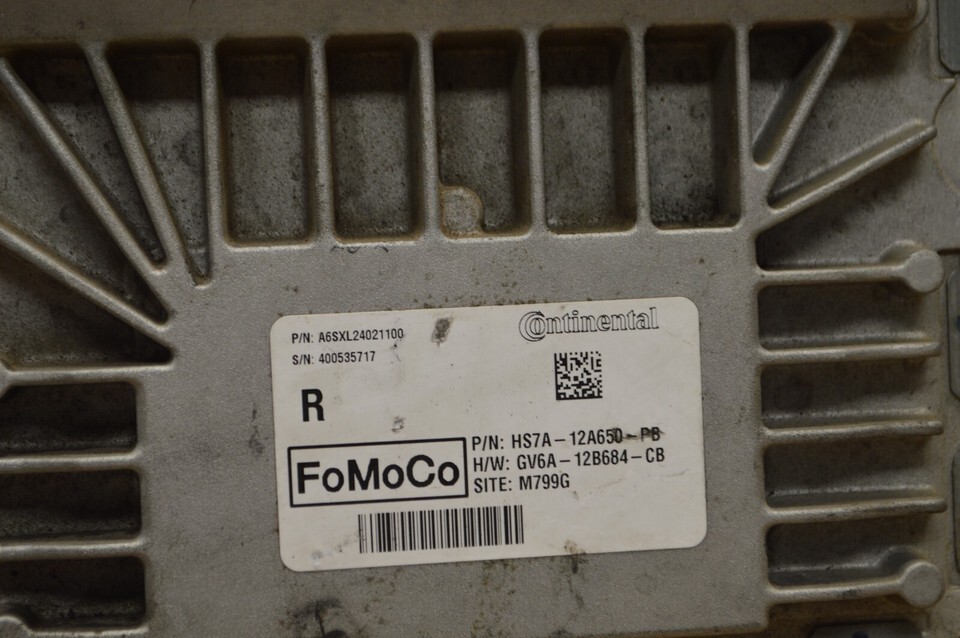 Continental
P/N: A6SXL24021100
S/N: 400535717
R
FoMoCo
P/N: HS7A-12A650-PB
H/W: GV6A-12B684-CB
SITE: M799G